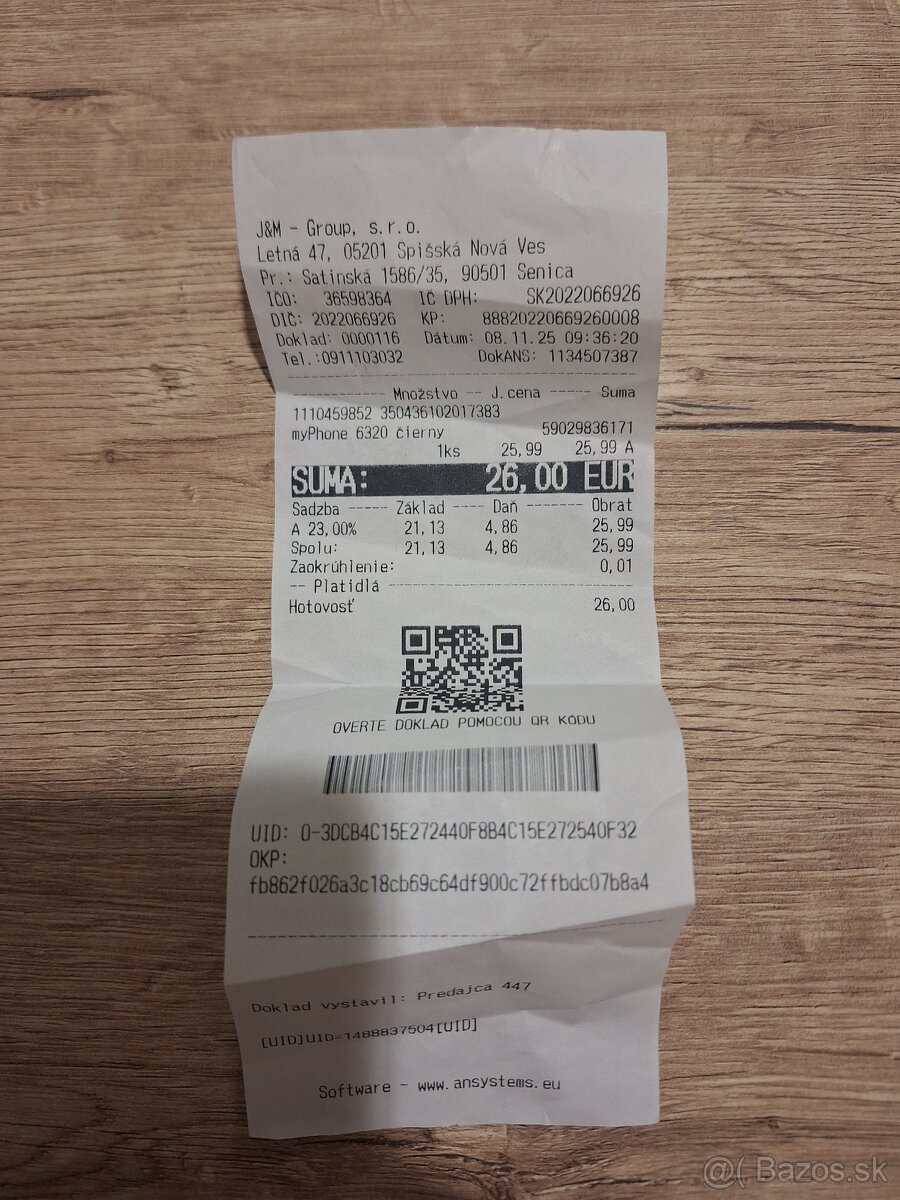 J&M - Group, s.r.o.
Letná 47, 05201 Spišská Nová Ves
Pr.: Satinská 1586/35, 90501 Senica
IČO: 36598364 IČ DPH: SK2022066926
DIČ: 2022066926 KP: 88820220669260008
Doklad: 0000116 Dátum: 08.11.25 09:36:20
Tel.:0911103032 DokANS: 1134507387
Množstvo J.cena Suma
1110459852 350436102017383
myPhone 6320 čierny 59029836171
1ks 25,99 25,99 A
SUMA: 26,00 EUR
Sadzba Základ Daň Obrat
A 23,00% 21,13 4,86 25,99
Spolu: 21,13 4,86 25,99
Zaokrúhlenie: 0,01
-- Platidlá
Hotovosť 26,00
OVERTE DOKLAD POMOCOU QR KÓDU
UID: O-3DCB4C15E272440F8B4C15E272540F32
OKP:
fb862f026a3c18cb69c64df900c72ffbdc07b8a4
Doklad vystavil: Predajca 447
[UID]UID=1488837504[UID]
Software - www.ansystems.eu
@( Bazos.sk